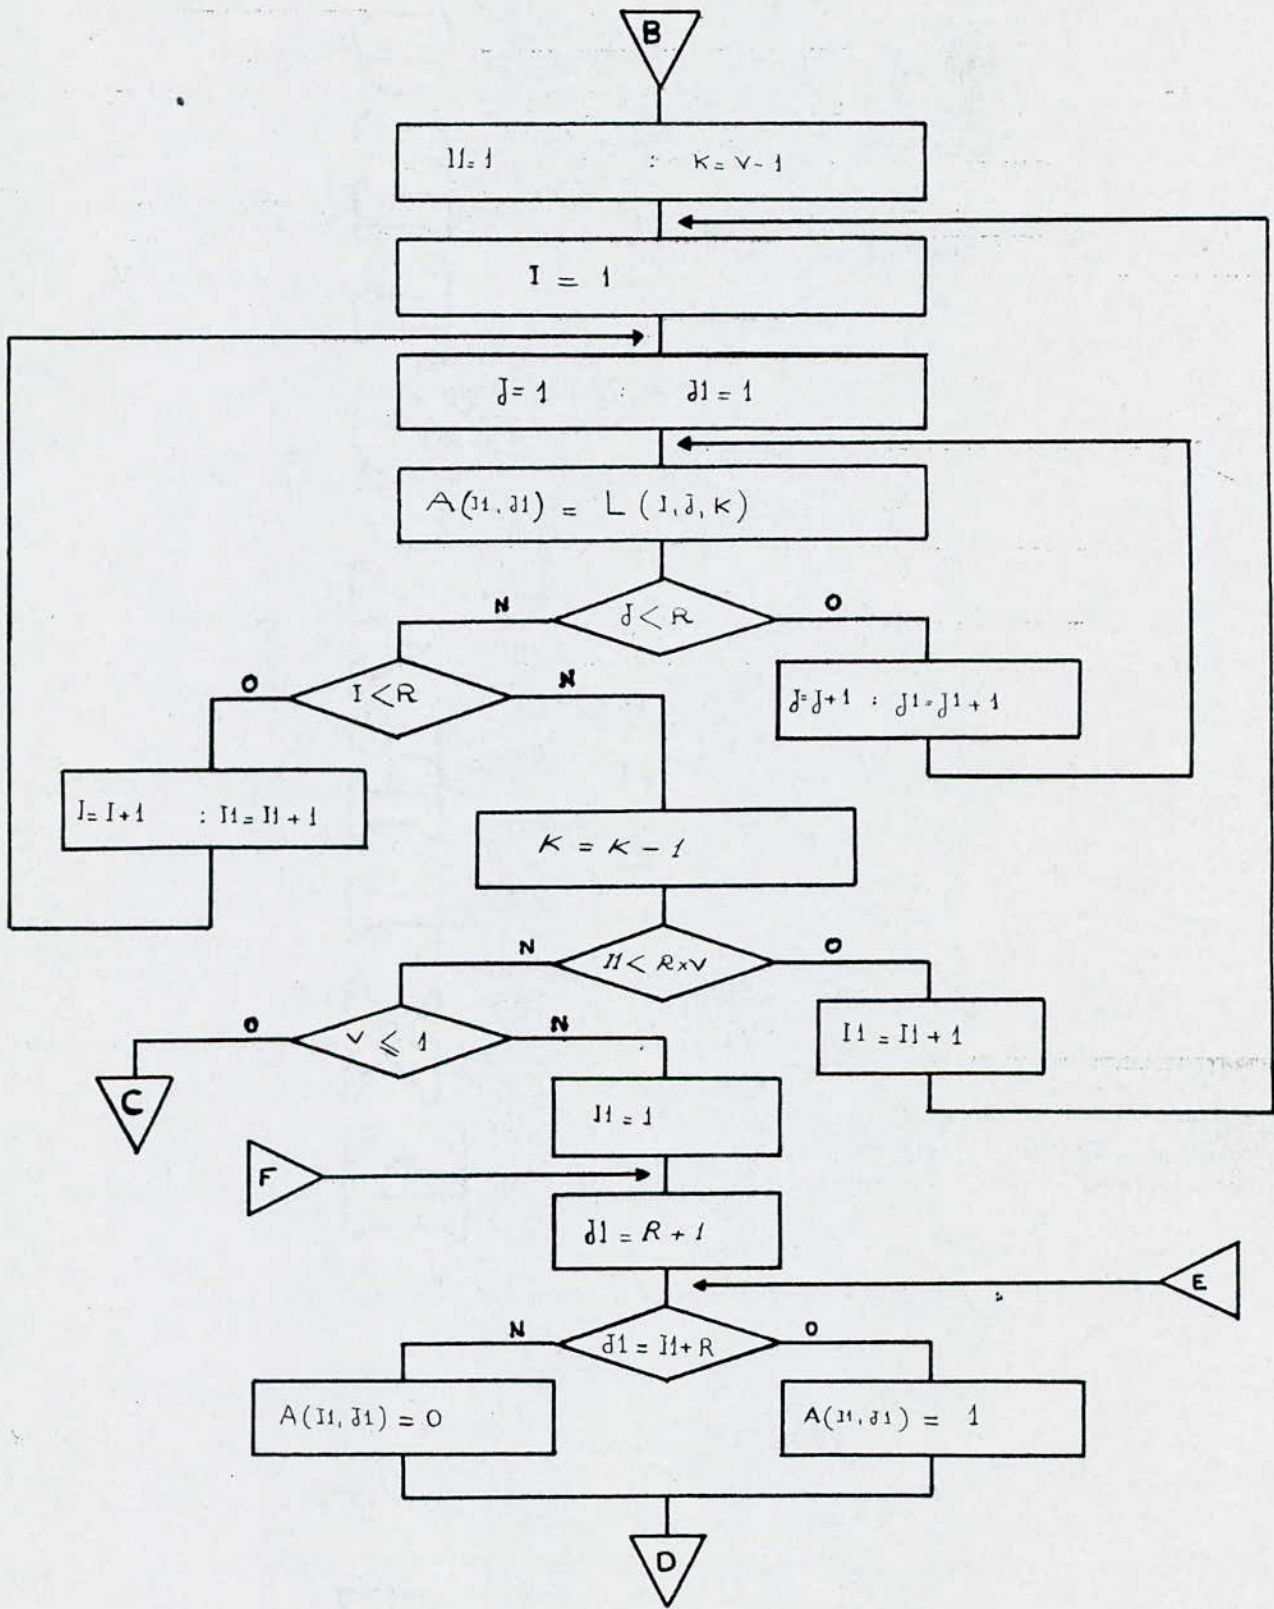 B
I1=1 : K=V-1
I = 1
J=1 : J1=1
A(I1,J1) = L (I,J,K)
N J<R O
O I<R N
J=J+1 : J1=J1+1
I=I+1 : I1=I1+1
K = K-1
N I1<R×V O
O V ≤ 1 N
I1 = I1+1
C
I1 = 1
F
J1 = R+1
E
N J1 = I1+R O
A(I1,J1) = 0
A(I1,J1) = 1
D